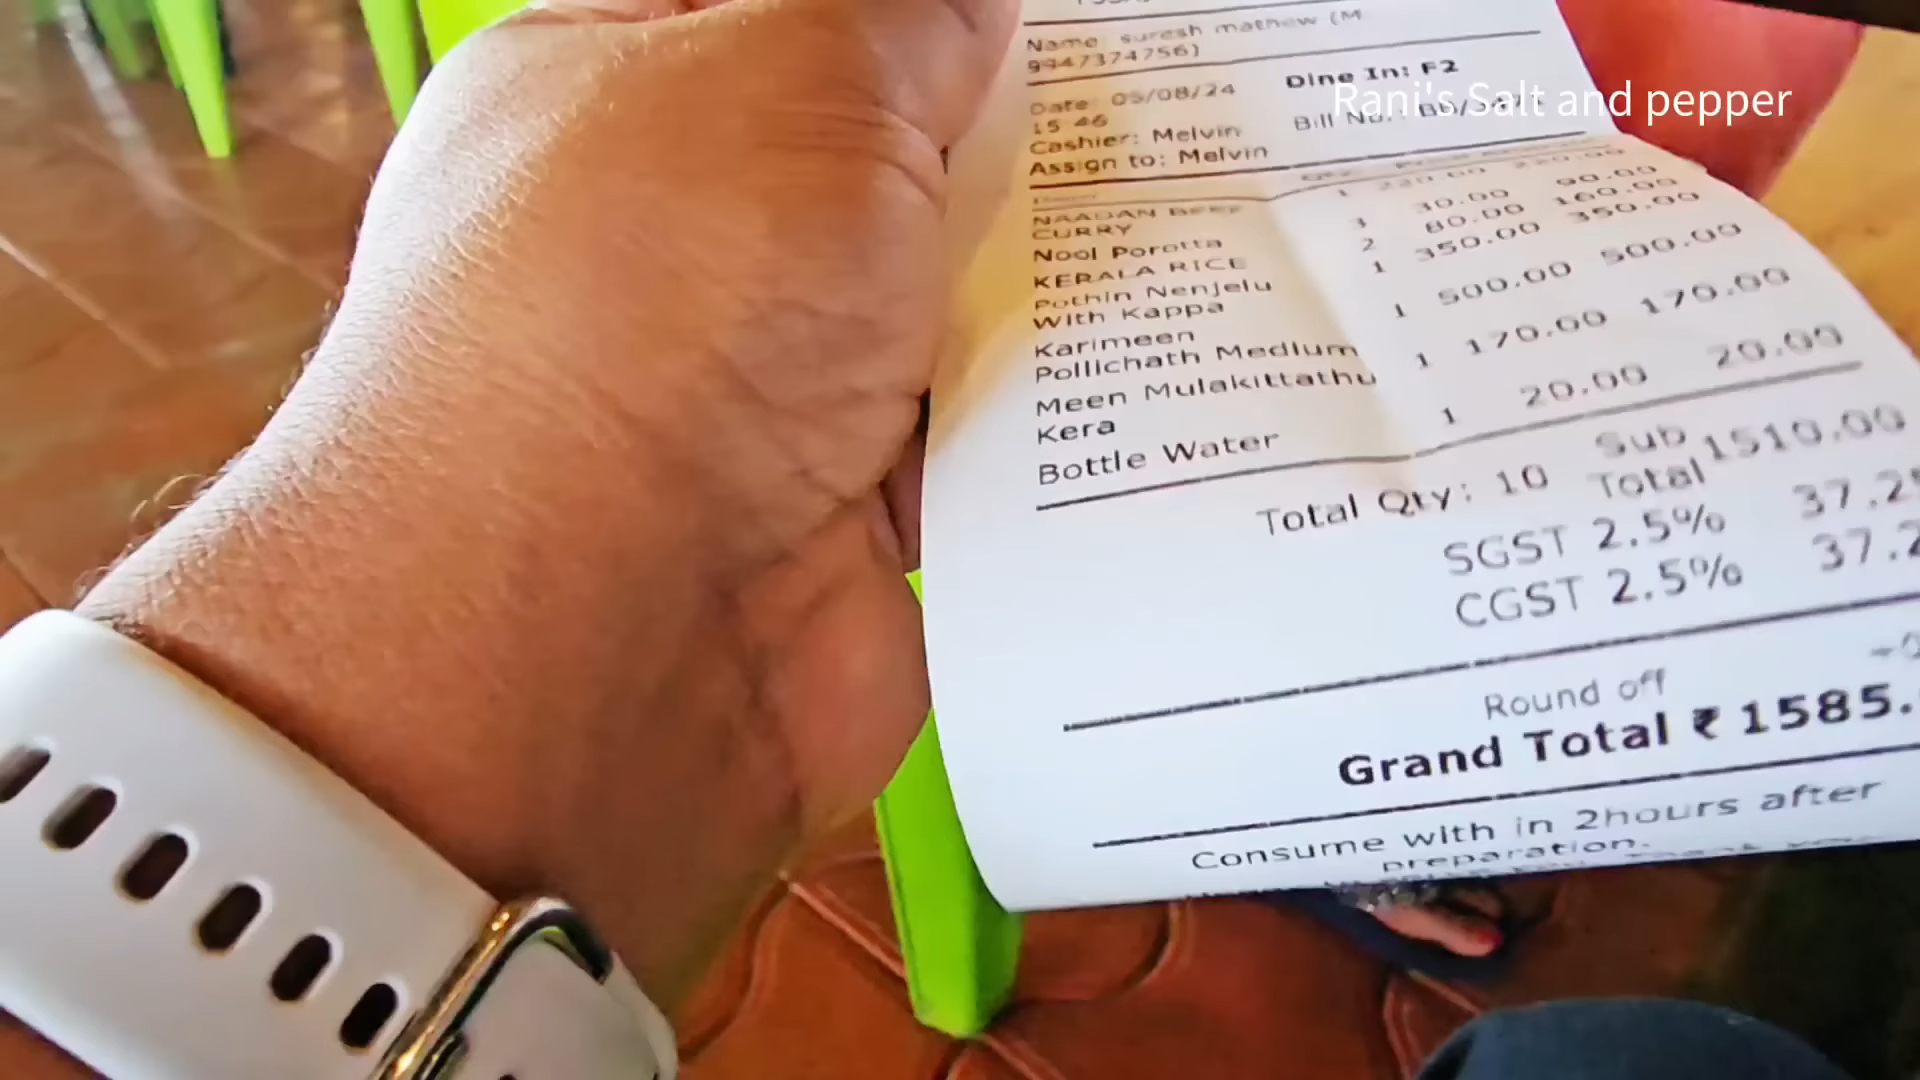 Name: suresh mathew (M:
9947374756)
Date: 05/08/24
15:46
Dine In: F2
Cashier: Melvin
Bill No.:
Assign to: Melvin
Rani's Salt and pepper
NAADAN BEEF CURRY 1 220.00 220.00
Nool Porotta 3 30.00 90.00
KERALA RICE 2 80.00 160.00
Pothin Nenjelu With Kappa 1 350.00 350.00
Karimeen Pollichath Medium 1 500.00 500.00
Meen Mulakittathu Kera 1 170.00 170.00
Bottle Water 1 20.00 20.00
Total Qty: 10 Sub Total 1510.00
SGST 2.5% 37.2
CGST 2.5% 37.2
Round off
Grand Total ₹ 1585.
Consume with in 2hours after
preparation.